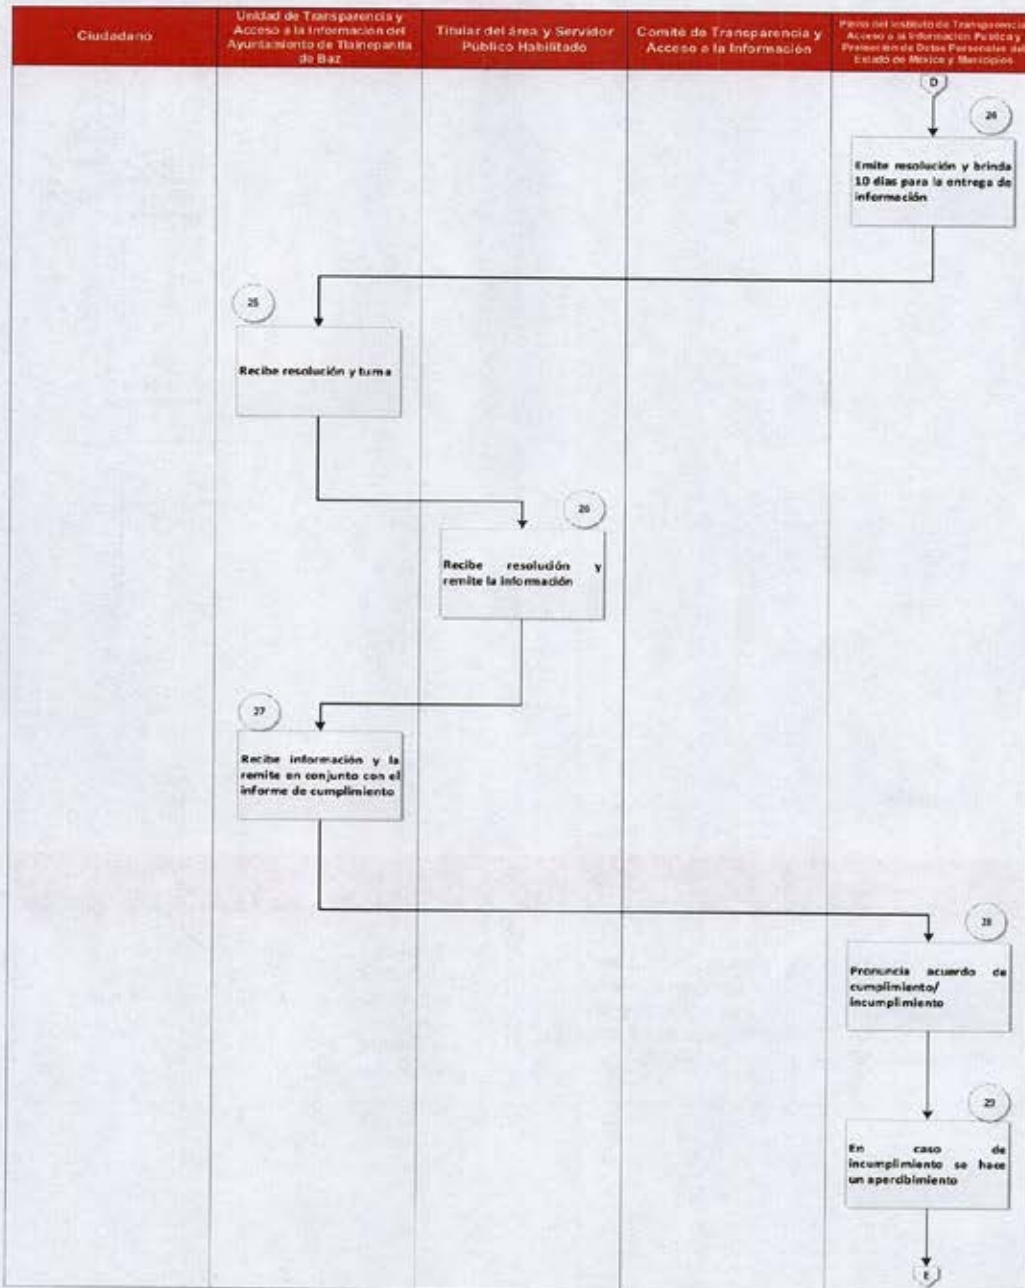 Ciudadano
Unidad de Transparencia y
Acceso a la Información del
Ayuntamiento de Tlalnepantla
de Baz
Titular del área y Servidor
Público Habilitado
Comité de Transparencia y
Acceso a la Información
Pleno del Instituto de Transparencia
Acceso a la Información Pública y
Protección de Datos Personales del
Estado de México y Municipios
D
24
Emite resolución y brinda
10 días para la entrega de
información
25
Recibe resolución y turna
26
Recibe resolución y
remite la información
27
Recibe información y la
remite en conjunto con el
informe de cumplimiento
28
Pronuncia acuerdo de
cumplimiento/
incumplimiento
29
En caso de
incumplimiento se hace
un apercibimiento
E